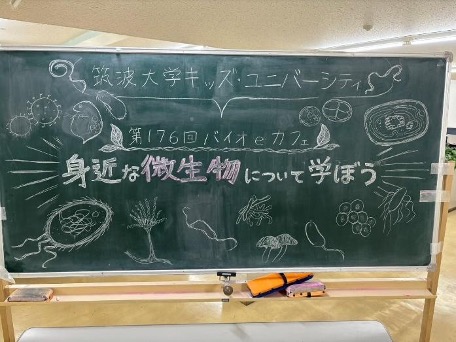 筑波大学キッズ・ユニバーシティ
第176回バイオeカフェ
身近な微生物について学ぼう